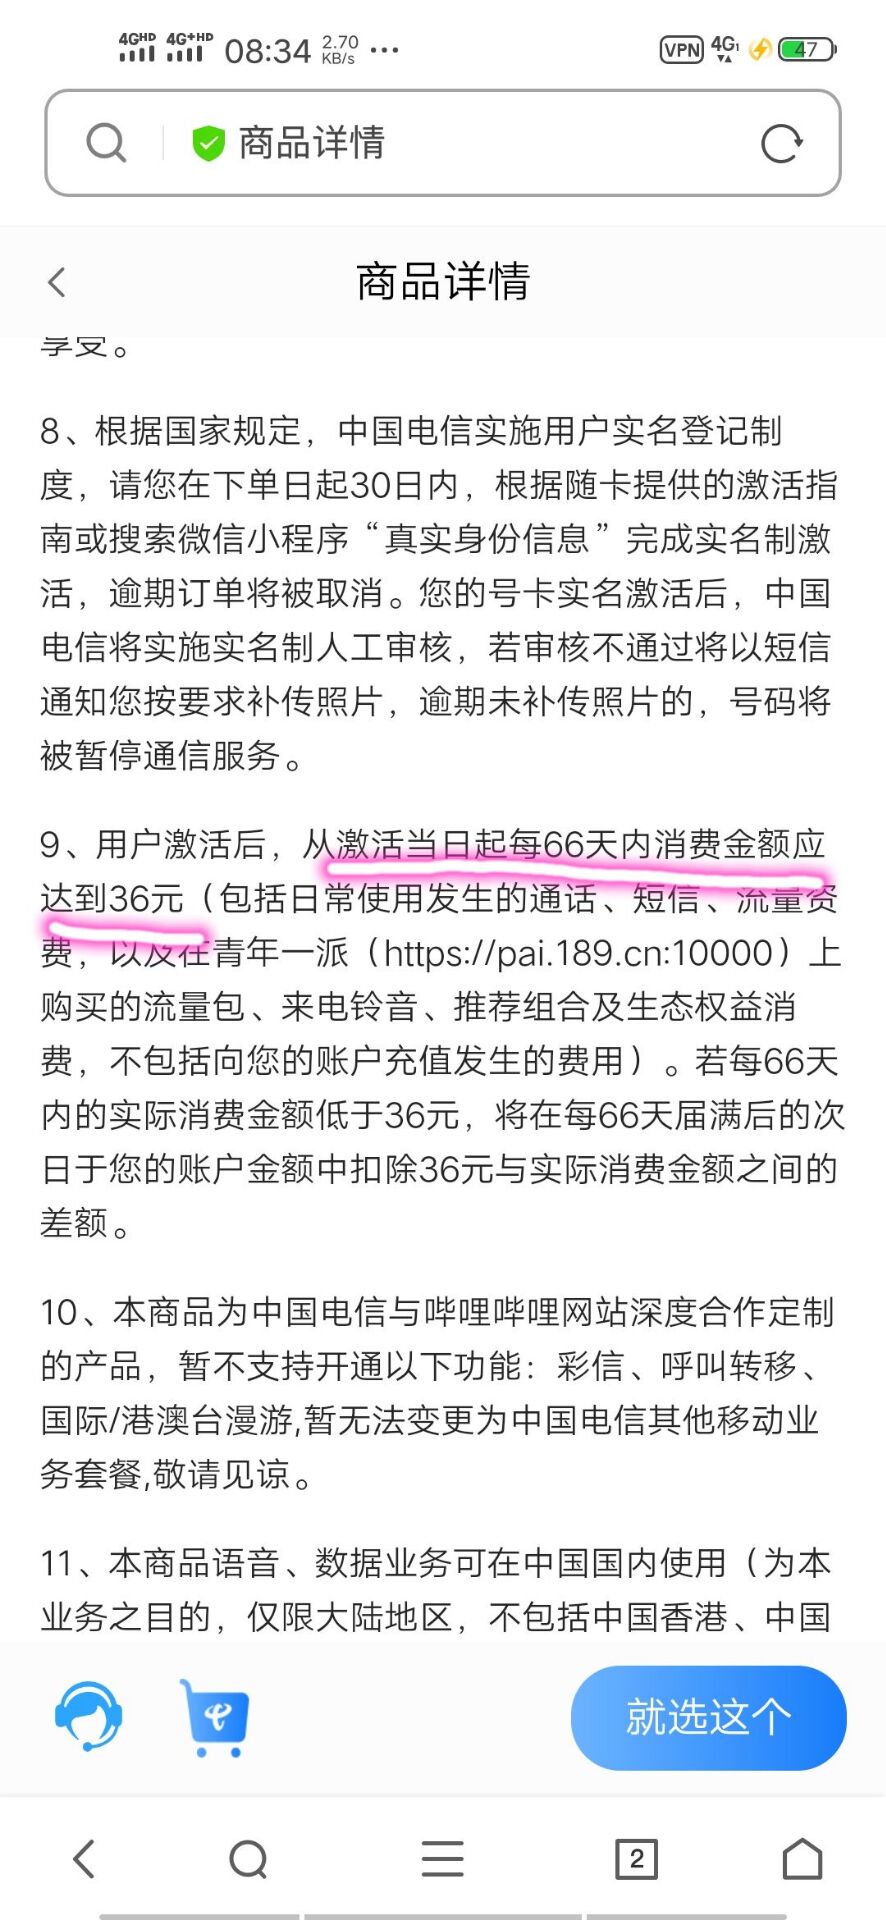 4GHD 4G+HD 08:34 2.70 KB/s ... VPN 4G1 47
商品详情
商品详情
享受。
8、根据国家规定，中国电信实施用户实名登记制
度，请您在下单日起30日内，根据随卡提供的激活指
南或搜索微信小程序“真实身份信息”完成实名制激
活，逾期订单将被取消。您的号卡实名激活后，中国
电信将实施实名制人工审核，若审核不通过将以短信
通知您按要求补传照片，逾期未补传照片的，号码将
被暂停通信服务。
9、用户激活后，从激活当日起每66天内消费金额应
达到36元（包括日常使用发生的通话、短信、流量资
费，以及在青年一派（https://pai.189.cn:10000）上
购买的流量包、来电铃音、推荐组合及生态权益消
费，不包括向您的账户充值发生的费用）。若每66天
内的实际消费金额低于36元，将在每66天届满后的次
日于您的账户金额中扣除36元与实际消费金额之间的
差额。
10、本商品为中国电信与哔哩哔哩网站深度合作定制
的产品，暂不支持开通以下功能：彩信、呼叫转移、
国际/港澳台漫游,暂无法变更为中国电信其他移动业
务套餐,敬请见谅。
11、本商品语音、数据业务可在中国国内使用（为本
业务之目的，仅限大陆地区，不包括中国香港、中国
就选这个
2